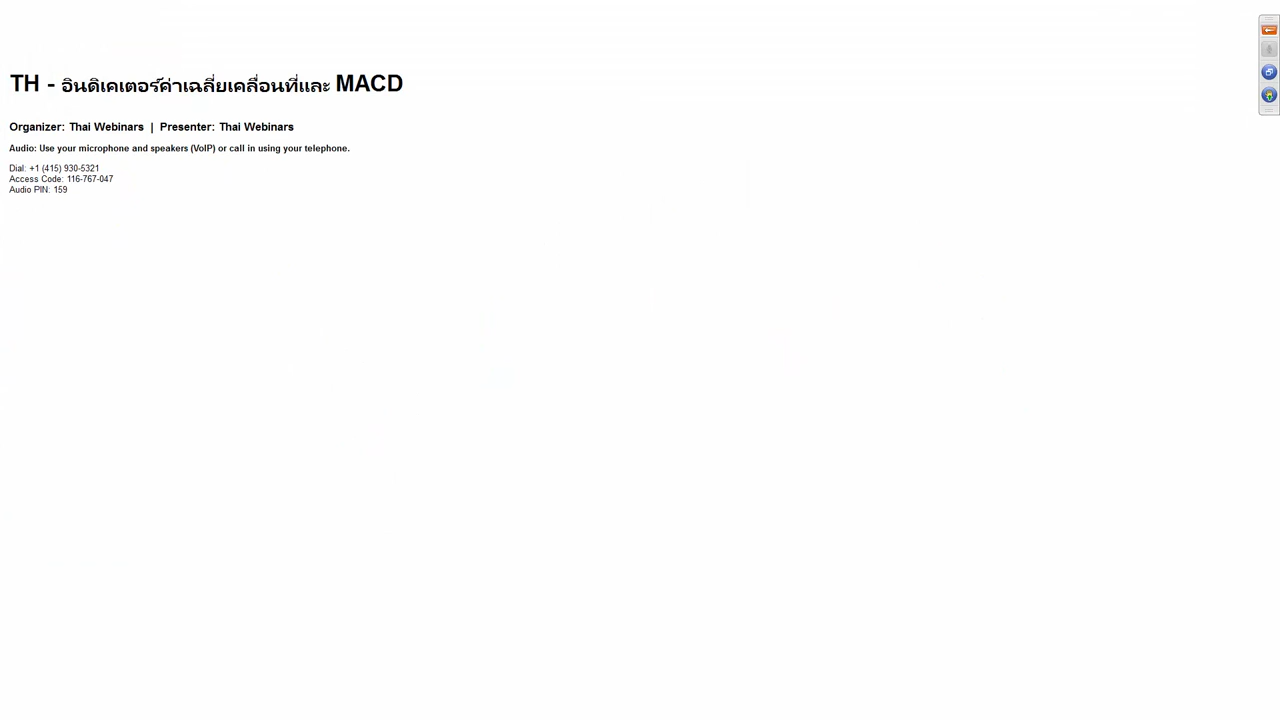 TH - อินดิเคเตอร์ค่าเฉลี่ยเคลื่อนที่และ MACD
Organizer: Thai Webinars | Presenter: Thai Webinars
Audio: Use your microphone and speakers (VoIP) or call in using your telephone.
Dial: +1 (415) 930-5321
Access Code: 116-767-047
Audio PIN: 159